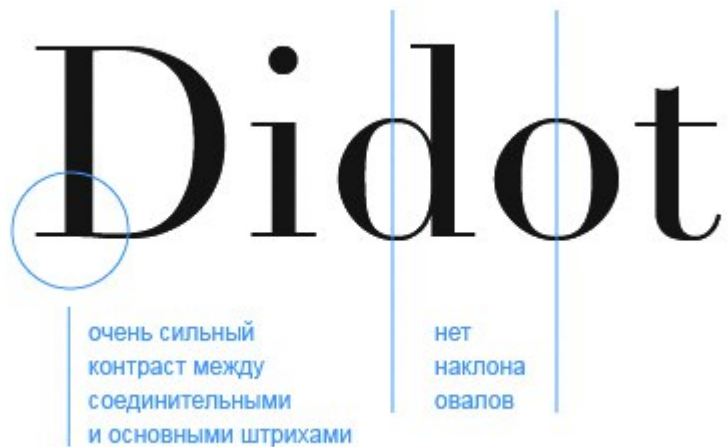 Didot
очень сильный
контраст между
соединительными
и основными штрихами
нет
наклона
овалов